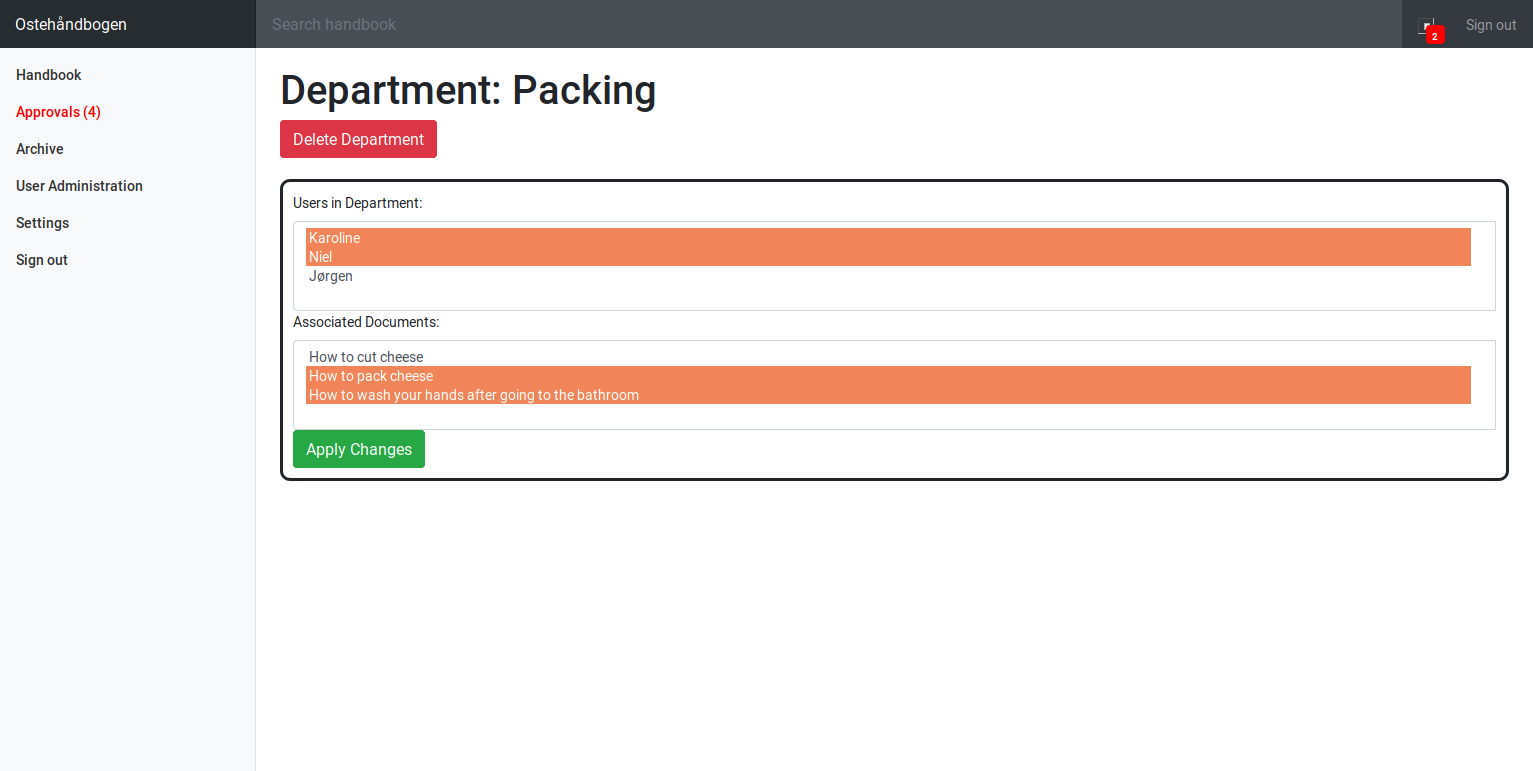 Ostehåndbogen
Search handbook
2
Sign out
Handbook
Approvals (4)
Archive
User Administration
Settings
Sign out
Department: Packing
Delete Department
Users in Department:
Karoline
Niel
Jørgen
Associated Documents:
How to cut cheese
How to pack cheese
How to wash your hands after going to the bathroom
Apply Changes